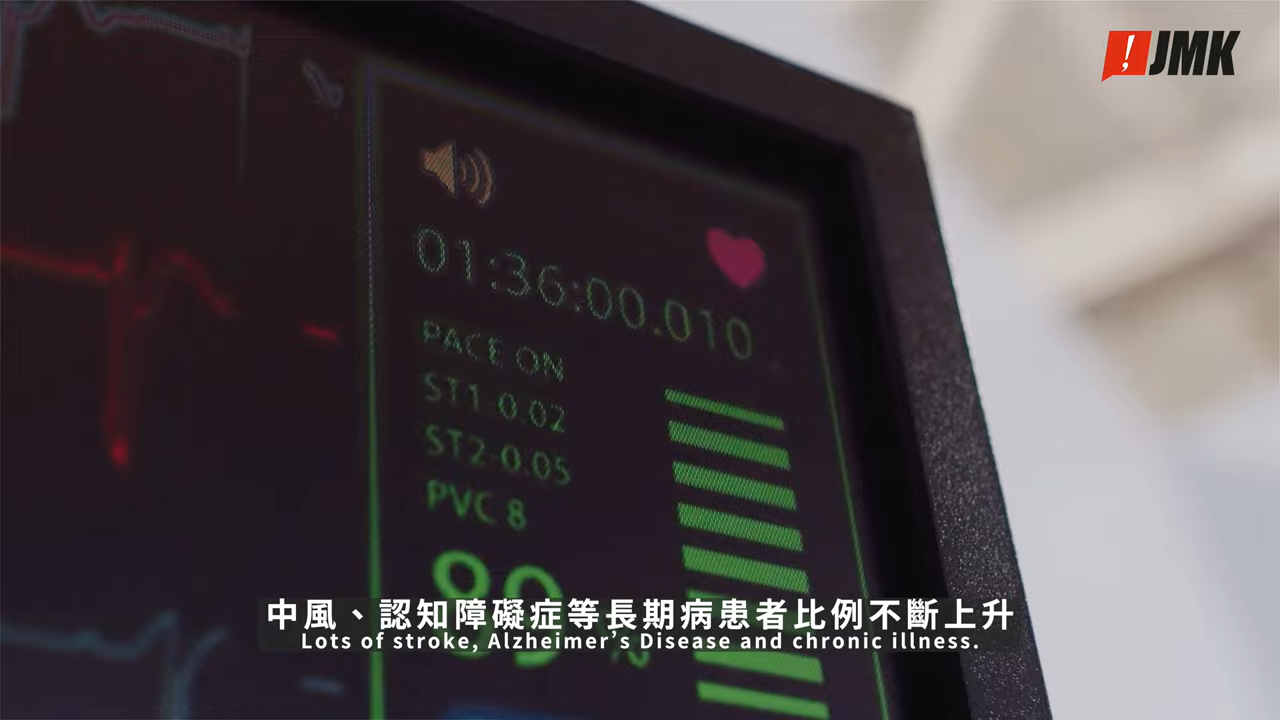 JMK
01:36:00.010
PACE ON
ST1 0.02
ST2-0.05
PVC 8
中風、認知障礙症等長期病患者比例不斷上升
Lots of stroke, Alzheimer’s Disease and chronic illness.